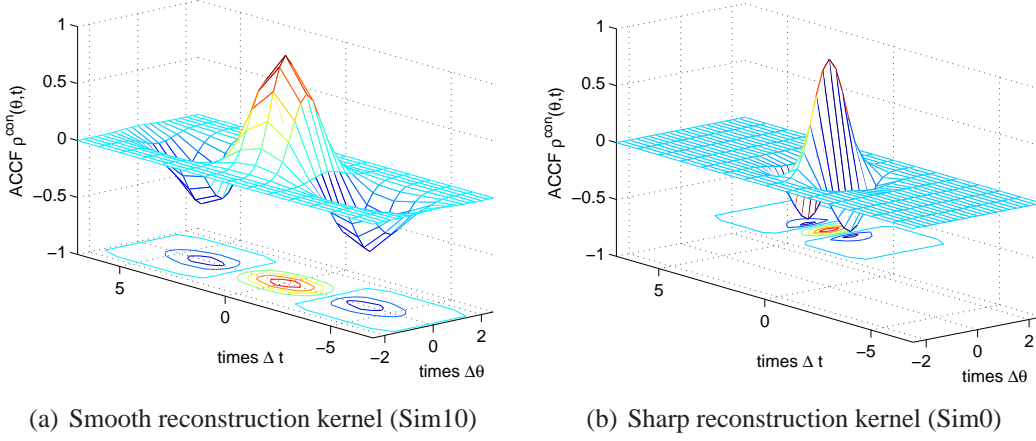 1
0.5
0
−0.5
−1
ACCF ρcon(θ,t)
5
0
−5
times Δ t
−2
0
2
times Δθ
(a) Smooth reconstruction kernel (Sim10)
1
0.5
0
−0.5
−1
ACCF ρcon(θ,t)
5
0
−5
times Δ t
−2
0
2
times Δθ
(b) Sharp reconstruction kernel (Sim0)